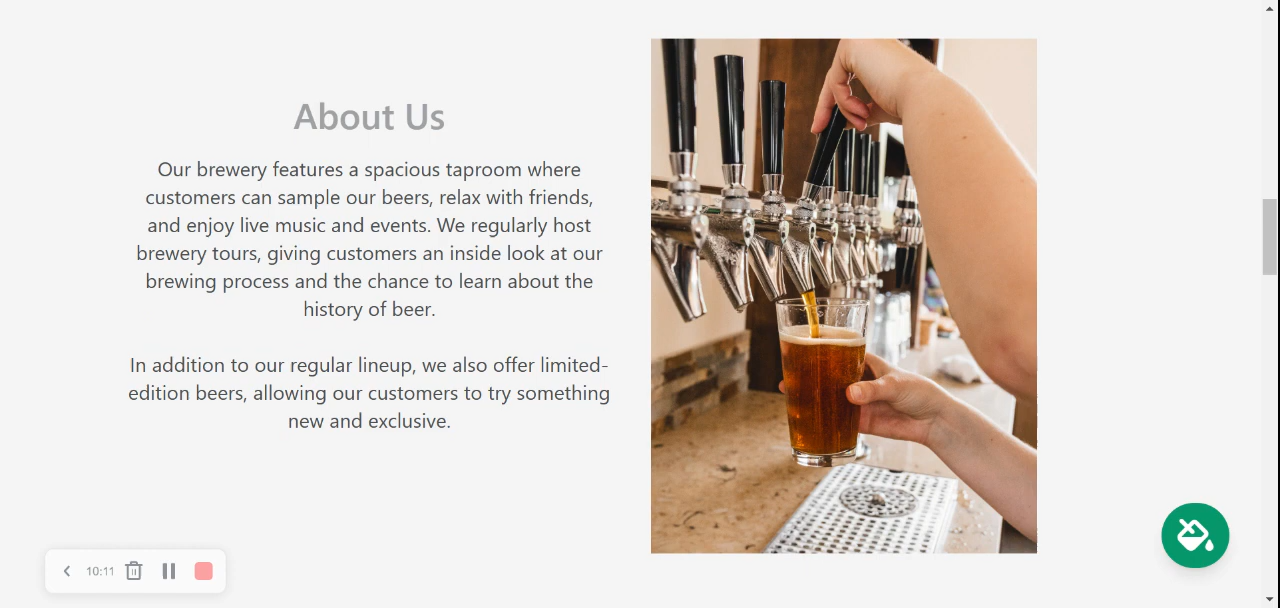 About Us
Our brewery features a spacious taproom where
customers can sample our beers, relax with friends,
and enjoy live music and events. We regularly host
brewery tours, giving customers an inside look at our
brewing process and the chance to learn about the
history of beer.
In addition to our regular lineup, we also offer limited-
edition beers, allowing our customers to try something
new and exclusive.
10:11